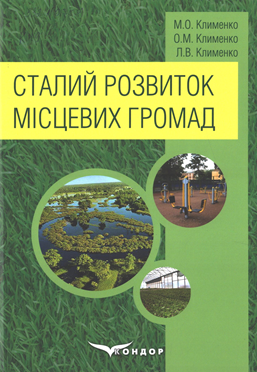 М.О. Клименко
О.М. Клименко
Л.В. Клименко
СТАЛИЙ РОЗВИТОК
МІСЦЕВИХ ГРОМАД
КОНДОР